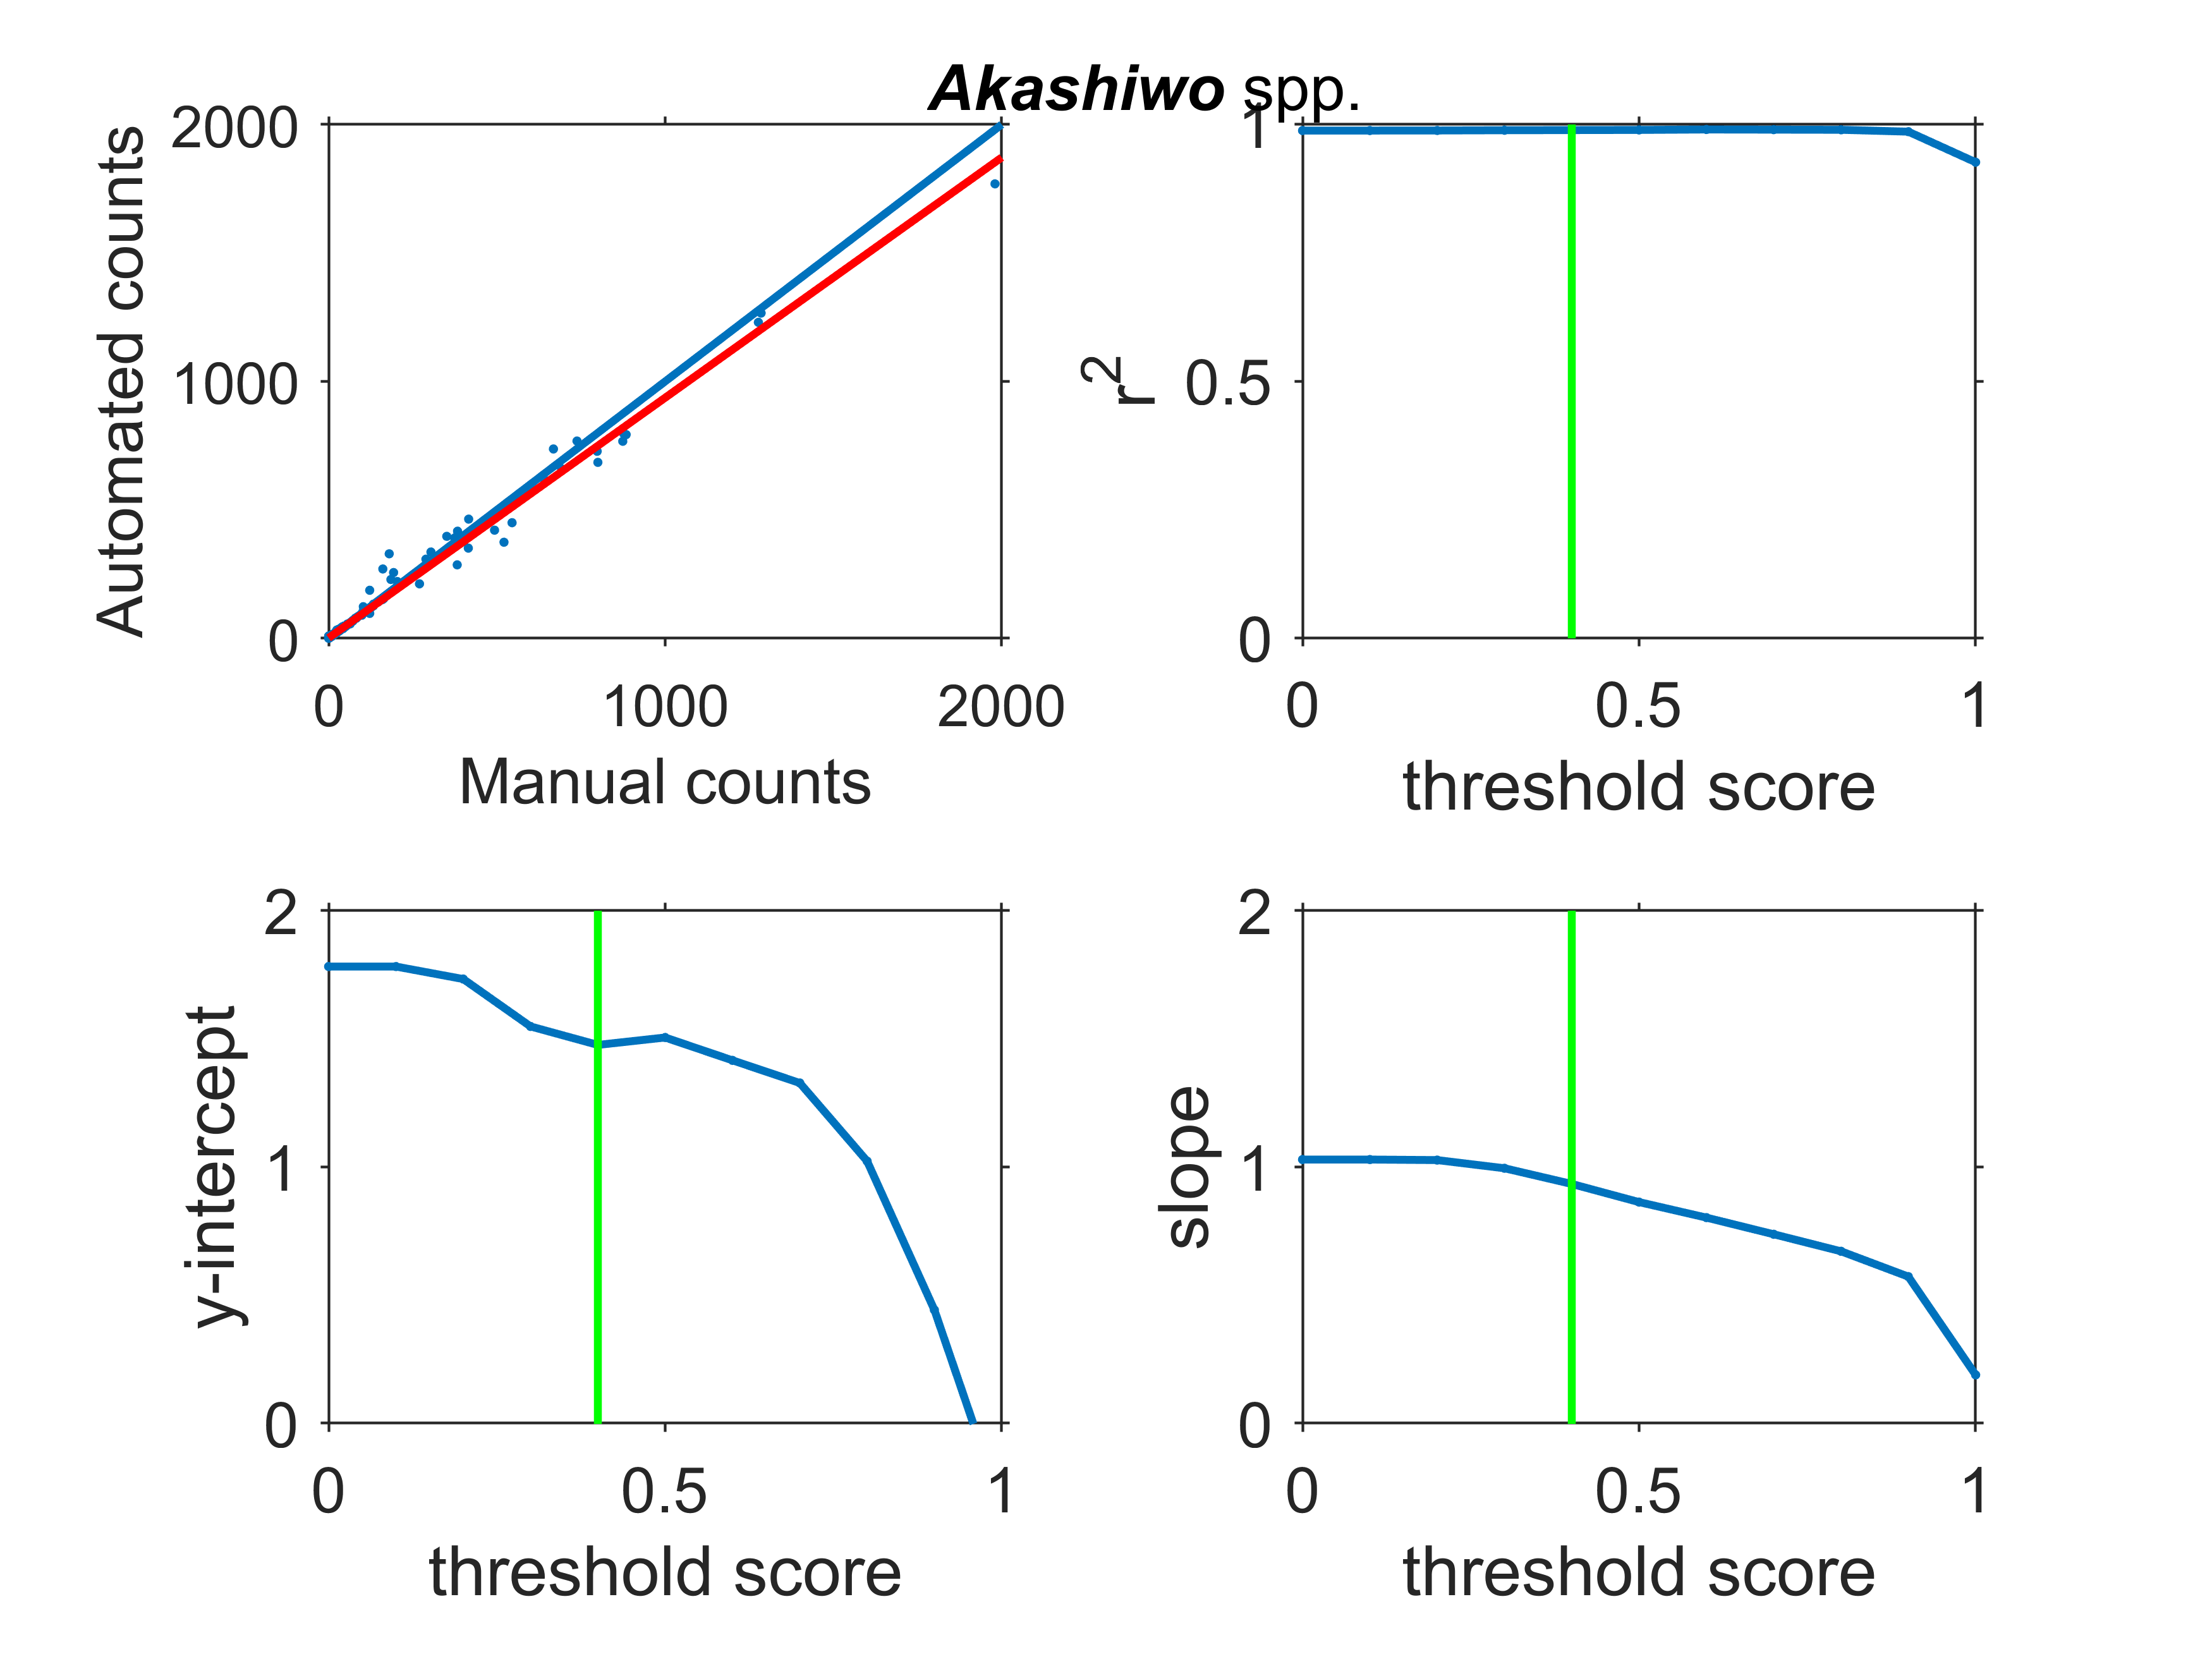 Akashiwo spp.
2000
1000
0
0 1000 2000
Automated counts
Manual counts
1
0.5
0
0 0.5 1
r²
threshold score
2
1
0
0 0.5 1
y-intercept
threshold score
2
1
0
0 0.5 1
slope
threshold score